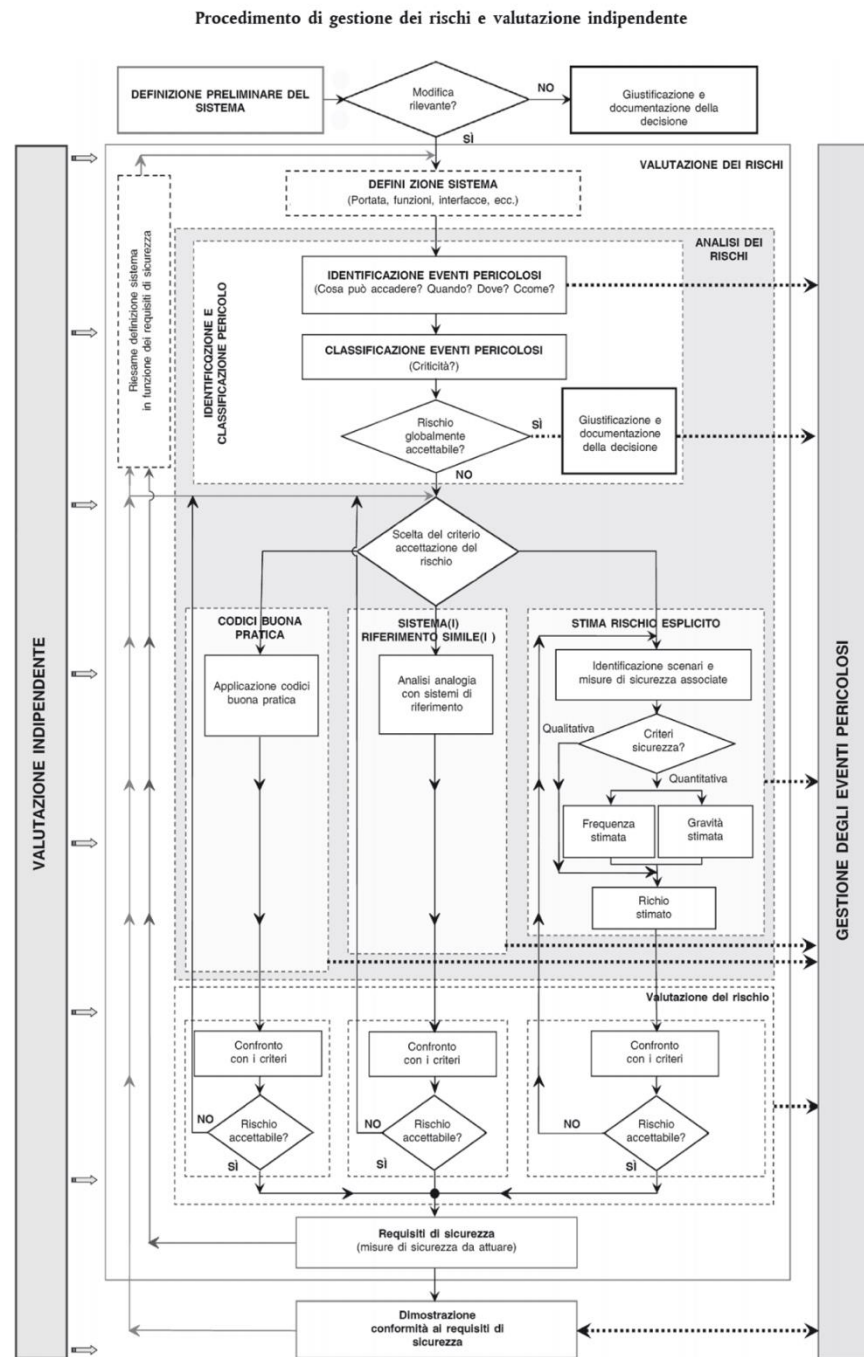 Procedimento di gestione dei rischi e valutazione indipendente
DEFINIZIONE PRELIMINARE DEL
SISTEMA
Modifica
rilevante?
NO
Giustificazione e
documentazione della
decisione
SÌ
VALUTAZIONE DEI RISCHI
DEFINI ZIONE SISTEMA
(Portata, funzioni, interfacce, ecc.)
Riesame definizione sistema
in funzione dei requisiti di sicurezza
ANALISI DEI
RISCHI
IDENTIFICOZIONE E
CLASSIFICAZIONE PERICOLO
IDENTIFICAZIONE EVENTI PERICOLOSI
(Cosa può accadere? Quando? Dove? Ccome?
CLASSIFICAZIONE EVENTI PERICOLOSI
(Criticità?)
Rischio
globalmente
accettabile?
SÌ
Giustificazione e
documentazione
della decisione
NO
Scelta del criterio
accettazione del
rischio
CODICI BUONA
PRATICA
SISTEMA(I)
RIFERIMENTO SIMILE(I )
STIMA RISCHIO ESPLICITO
Applicazione codici
buona pratica
Analisi analogia
con sistemi di
riferimento
Identificazione scenari e
misure di sicurezza associate
Qualitativa
Criteri
sicurezza?
Quantitativa
Frequenza
stimata
Gravità
stimata
Richio
stimato
VALUTAZIONE INDIPENDENTE
GESTIONE DEGLI EVENTI PERICOLOSI
Valutazione del rischio
Confronto
con i criteri
Confronto
con i criteri
Confronto
con i criteri
NO
Rischio
accettabile?
NO
Rischio
accettabile?
NO
Rischio
accettabile?
SÌ
SÌ
SÌ
Requisiti di sicurezza
(misure di sicurezza da attuare)
Dimostrazione
conformità ai requisiti di
sicurezza